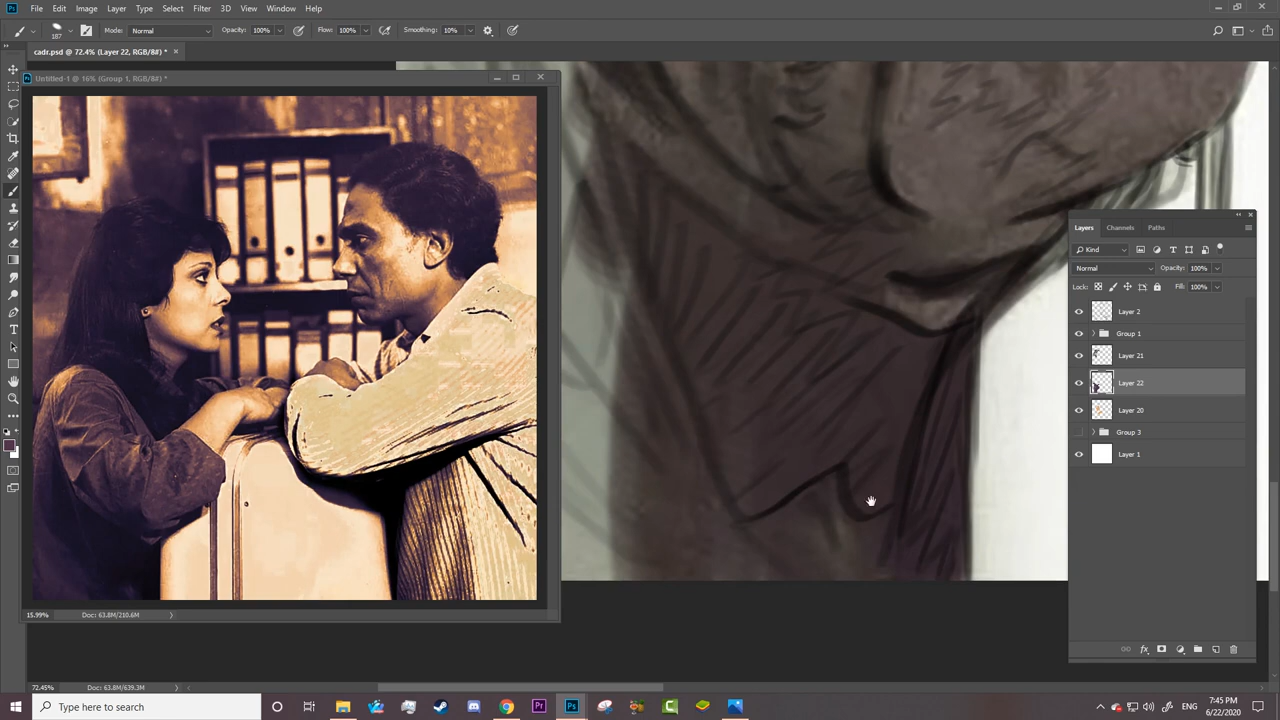 File Edit Image Layer Type Select Filter 3D View Window Help
187 Mode: Normal Opacity: 100% Flow: 100% Smoothing: 10%
cadr.psd @ 72.4% (Layer 22, RGB/8#) *
Untitled-1 @ 16% (Group 1, RGB/8#) *
Layers Channels Paths
Kind
Normal Opacity: 100%
Lock: Fill: 100%
Layer 2
Group 1
Layer 21
Layer 22
Layer 20
Group 3
Layer 1
15.99% Doc: 63.8M/210.6M
72.45% Doc: 63.8M/639.3M
Type here to search
7:45 PM
6/22/2020